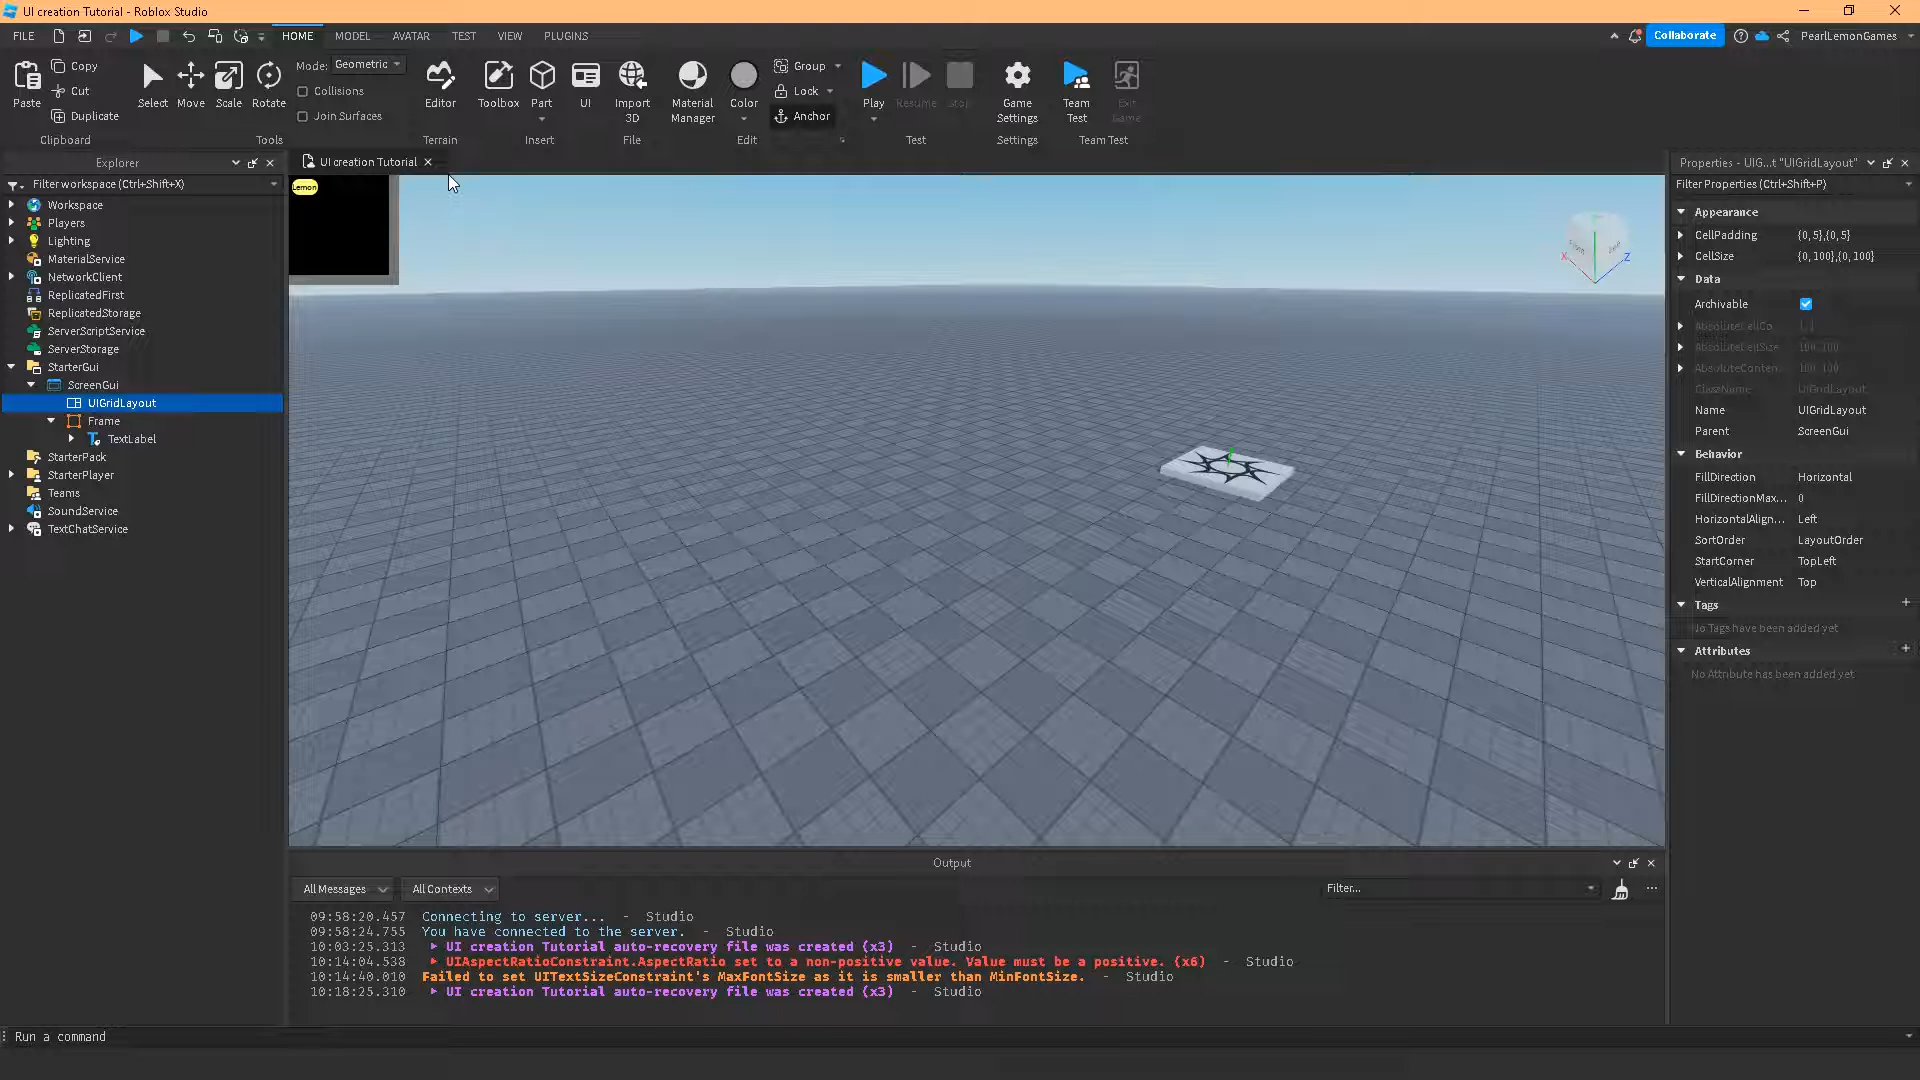 UI creation Tutorial - Roblox Studio
FILE HOME MODEL AVATAR TEST VIEW PLUGINS Collaborate PearlLemonGames
Paste Copy Cut Duplicate Clipboard
Select Move Scale Rotate Mode: Geometric Collisions Join Surfaces Tools
Editor Terrain
Toolbox Part UI Insert
Import 3D File
Material Manager Color Group Lock Anchor Edit
Play Resume Stop Test
Game Settings Settings
Team Test Exit Game Team Test
Explorer
Filter workspace (Ctrl+Shift+X)
Workspace
Players
Lighting
MaterialService
NetworkClient
ReplicatedFirst
ReplicatedStorage
ServerScriptService
ServerStorage
StarterGui
ScreenGui
UIGridLayout
Frame
TextLabel
StarterPack
StarterPlayer
Teams
SoundService
TextChatService
UI creation Tutorial
Lemon
X Z
Properties - UIG...t "UIGridLayout"
Filter Properties (Ctrl+Shift+P)
Appearance
CellPadding {0, 5},{0, 5}
CellSize {0, 100},{0, 100}
Data
Archivable
AbsoluteCellCo...
AbsoluteCellSize 100, 100
AbsoluteConten... 100, 100
ClassName UIGridLayout
Name UIGridLayout
Parent ScreenGui
Behavior
FillDirection Horizontal
FillDirectionMax... 0
HorizontalAlign... Left
SortOrder LayoutOrder
StartCorner TopLeft
VerticalAlignment Top
Tags
No Tags have been added yet
Attributes
No Attribute has been added yet
Output
All Messages All Contexts Filter...
09:58:20.457 Connecting to server... - Studio
09:58:24.755 You have connected to the server. - Studio
10:03:25.313 UI creation Tutorial auto-recovery file was created (x3) - Studio
10:14:04.538 UIAspectRatioConstraint.AspectRatio set to a non-positive value. Value must be a positive. (x6) - Studio
10:14:40.010 Failed to set UITextSizeConstraint's MaxFontSize as it is smaller than MinFontSize. - Studio
10:18:25.310 UI creation Tutorial auto-recovery file was created (x3) - Studio
Run a command